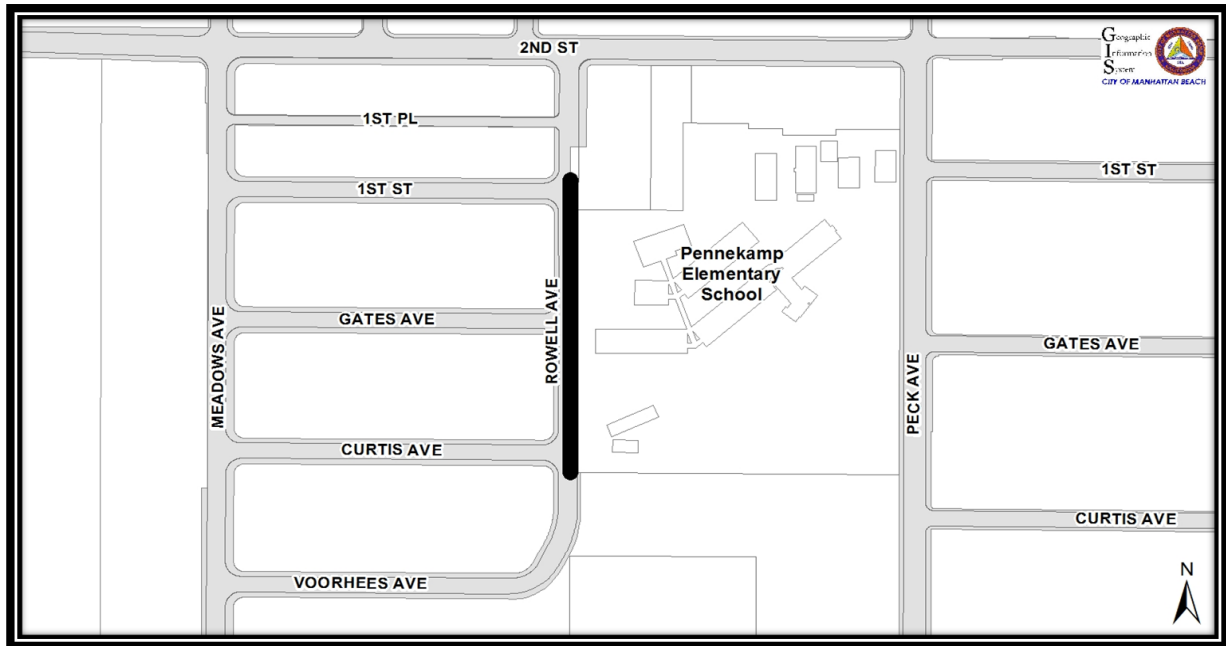 2ND ST
Geographic
Information
System
CITY OF MANHATTAN BEACH
1ST PL
1ST ST
1ST ST
Pennekamp
Elementary
School
MEADOWS AVE
GATES AVE
ROWELL AVE
PECK AVE
GATES AVE
CURTIS AVE
CURTIS AVE
VOORHEES AVE
N